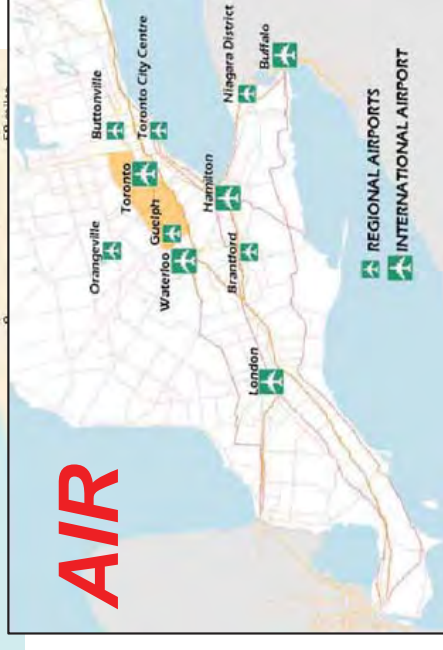 AIR
Buttonville
Toronto City Centre
Orangeville
Toronto
Guelph
Waterloo
Niagara District
Buffalo
Hamilton
Brantford
London
REGIONAL AIRPORTS
INTERNATIONAL AIRPORT